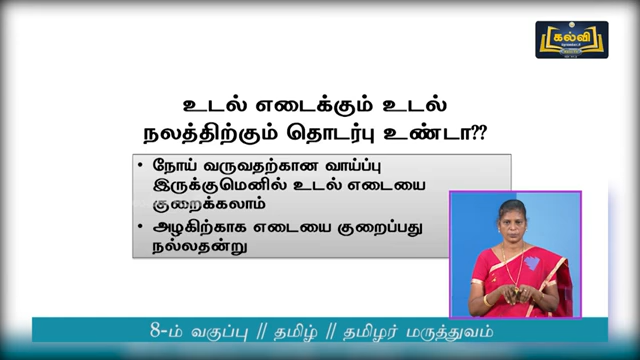 கல்வி
உடல் எடைக்கும் உடல்
நலத்திற்கும் தொடர்பு உண்டா??
• நோய் வருவதற்கான வாய்ப்பு
இருக்குமெனில் உடல் எடையை
குறைக்கலாம்
• அழகிற்காக எடையை குறைப்பது
நல்லதன்று
8-ம் வகுப்பு // தமிழ் // தமிழர் மருத்துவம்